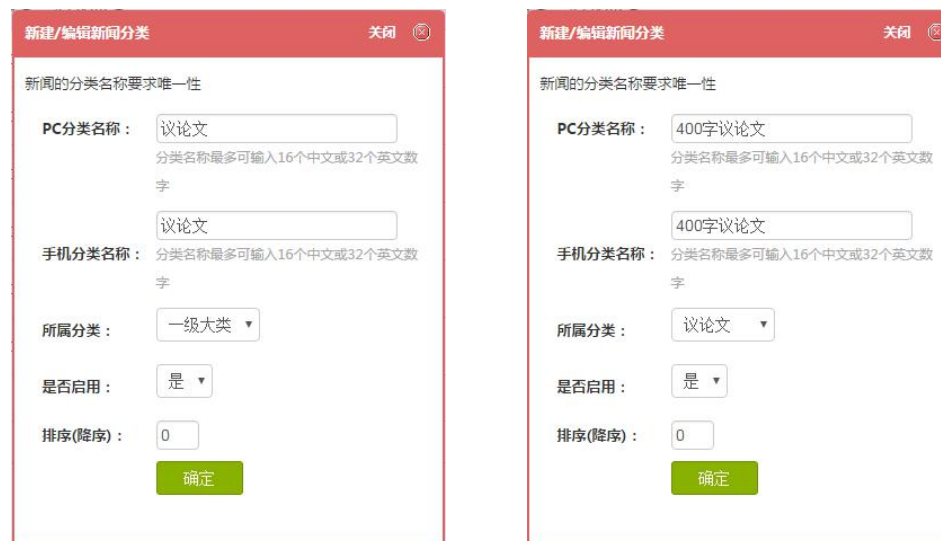 新建/编辑新闻分类 关闭
新闻的分类名称要求唯一性
PC分类名称： 议论文
分类名称最多可输入16个中文或32个英文数
字
议论文
手机分类名称： 分类名称最多可输入16个中文或32个英文数
字
所属分类： 一级大类
是否启用： 是
排序(降序)： 0
确定
新建/编辑新闻分类 关闭
新闻的分类名称要求唯一性
PC分类名称： 400字议论文
分类名称最多可输入16个中文或32个英文数
字
400字议论文
手机分类名称： 分类名称最多可输入16个中文或32个英文数
字
所属分类： 议论文
是否启用： 是
排序(降序)： 0
确定